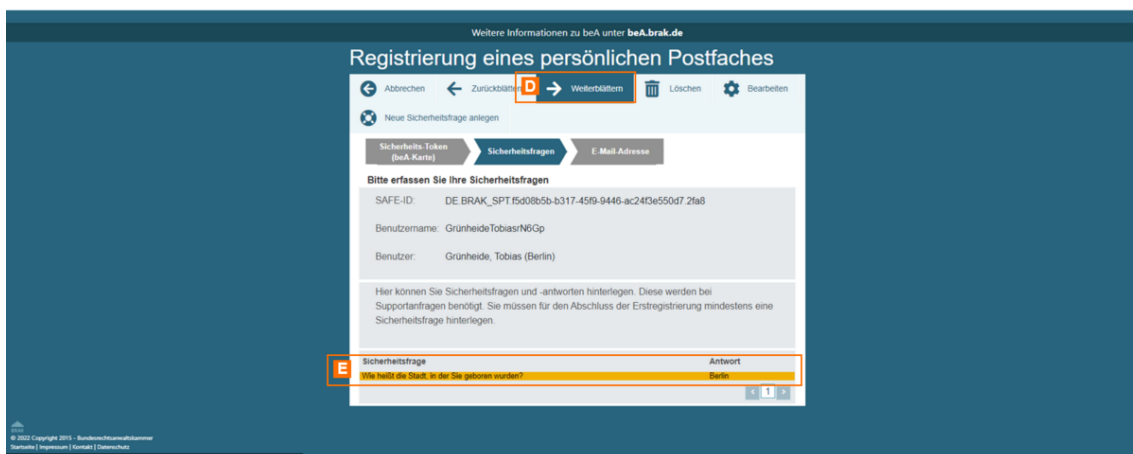 Weitere Informationen zu beA unter beA.brak.de
Registrierung eines persönlichen Postfaches
Abbrechen Zurückblättern D Weiterblättern Löschen Bearbeiten
Neue Sicherheitsfrage anlegen
Sicherheits-Token
(beA-Karte)
Sicherheitsfragen
E-Mail-Adresse
Bitte erfassen Sie Ihre Sicherheitsfragen
SAFE-ID: DE.BRAK_SPT.f5d08b5b-b317-45f9-9446-ac24f3e550d7.2fa8
Benutzername: GrünheideTobiasrN6Gp
Benutzer: Grünheide, Tobias (Berlin)
Hier können Sie Sicherheitsfragen und -antworten hinterlegen. Diese werden bei
Supportanfragen benötigt. Sie müssen für den Abschluss der Erstregistrierung mindestens eine
Sicherheitsfrage hinterlegen.
Sicherheitsfrage Antwort
E
Wie heißt die Stadt, in der Sie geboren wurden? Berlin
< 1 >
BRAK
© 2022 Copyright 2015 - Bundesrechtsanwaltskammer
Startseite | Impressum | Kontakt | Datenschutz